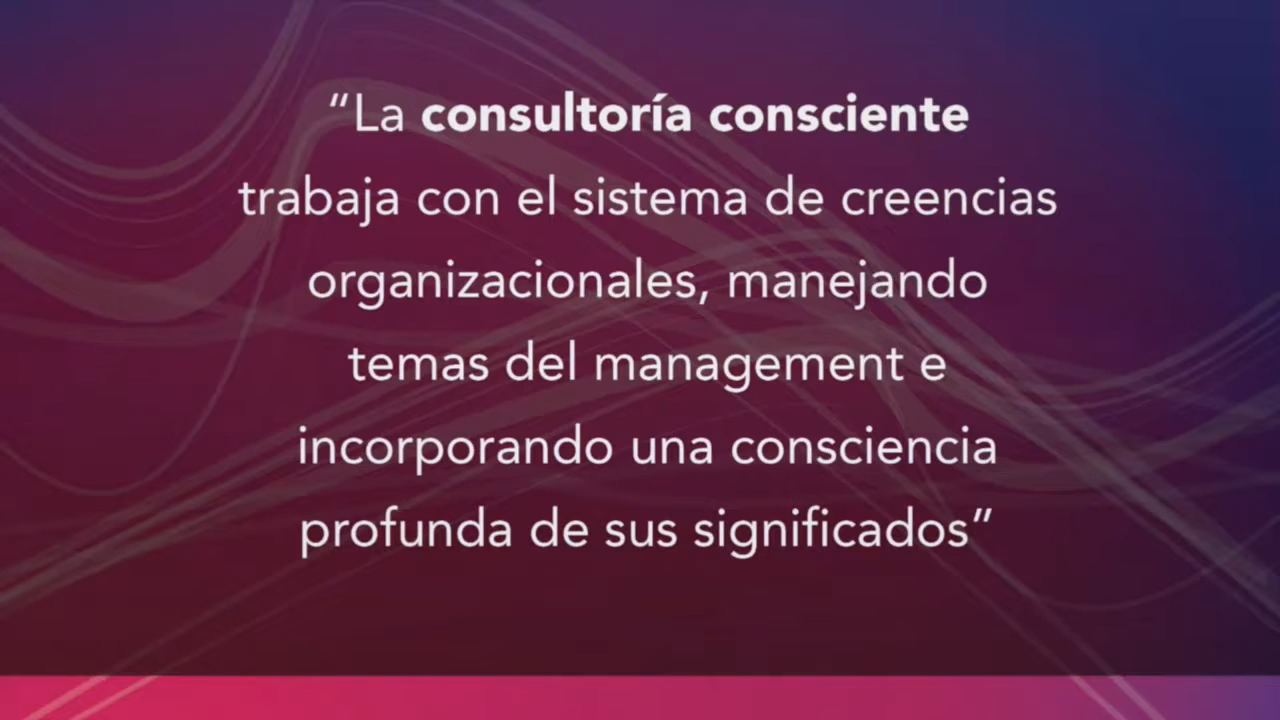 “La consultoría consciente
trabaja con el sistema de creencias
organizacionales, manejando
temas del management e
incorporando una consciencia
profunda de sus significados”